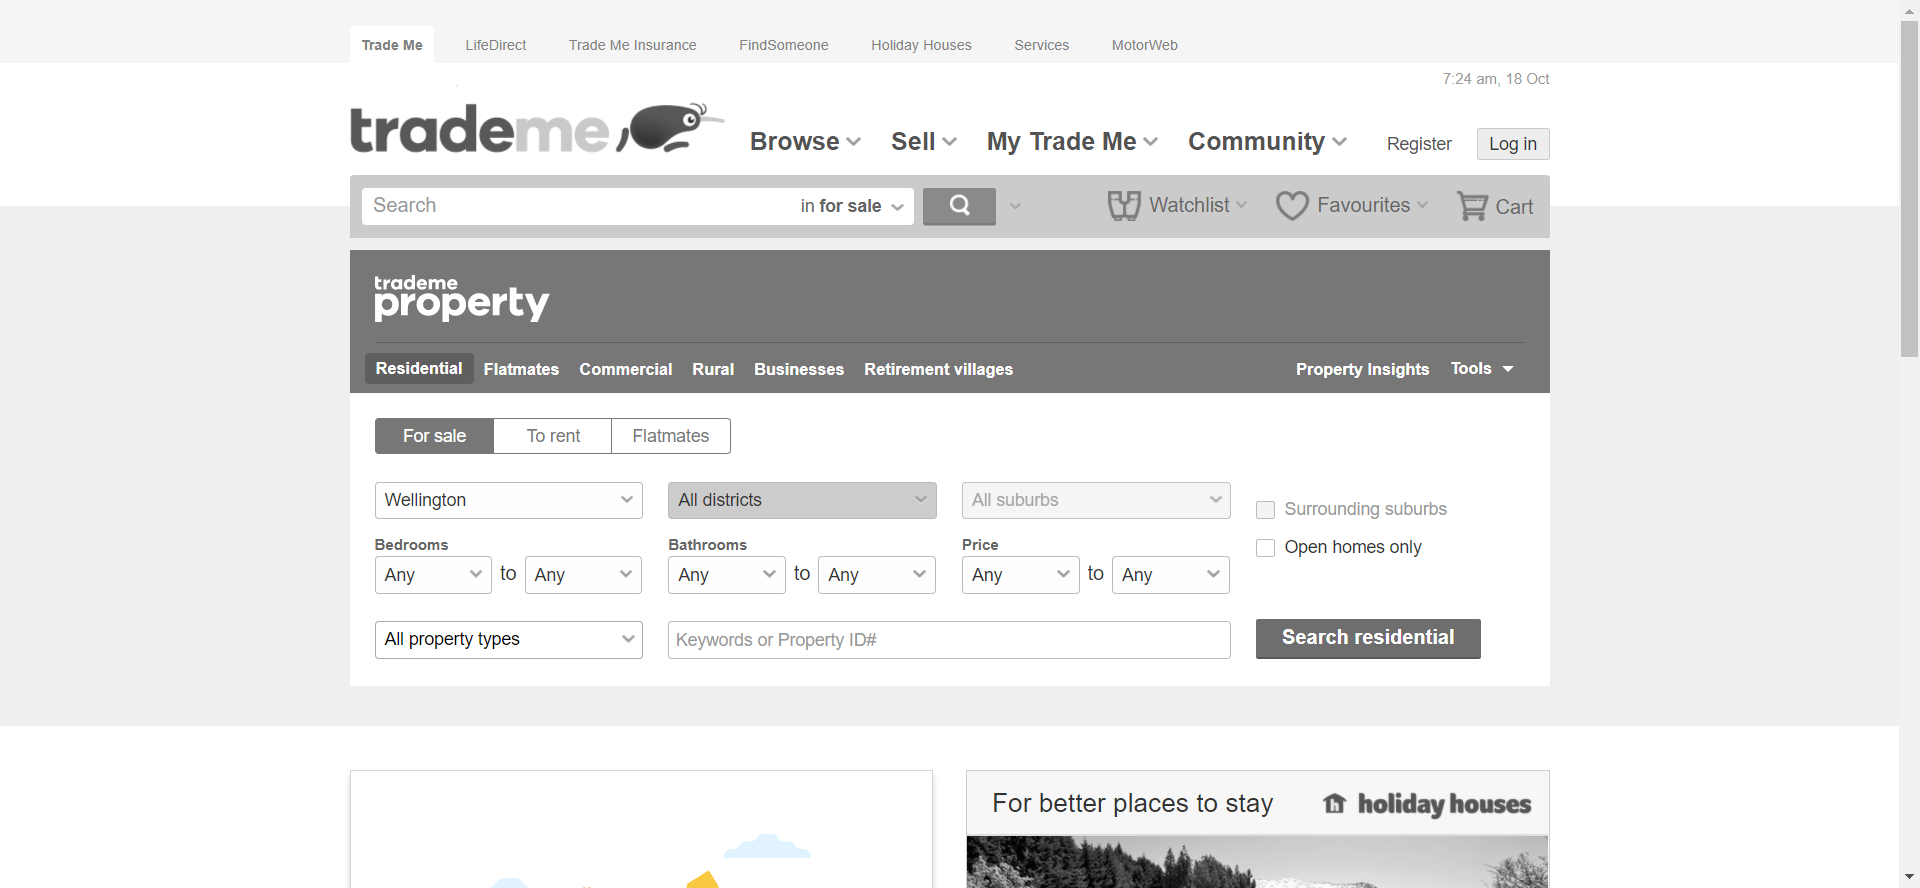 Trade Me LifeDirect Trade Me Insurance FindSomeone Holiday Houses Services MotorWeb
7:24 am, 18 Oct
trademe
Browse Sell My Trade Me Community Register Log in
Search in for sale Watchlist Favourites Cart
trademe
property
Residential Flatmates Commercial Rural Businesses Retirement villages Property Insights Tools
For sale To rent Flatmates
Wellington All districts All suburbs Surrounding suburbs
Bedrooms Bathrooms Price Open homes only
Any to Any Any to Any Any to Any
All property types Keywords or Property ID# Search residential
For better places to stay h holiday houses